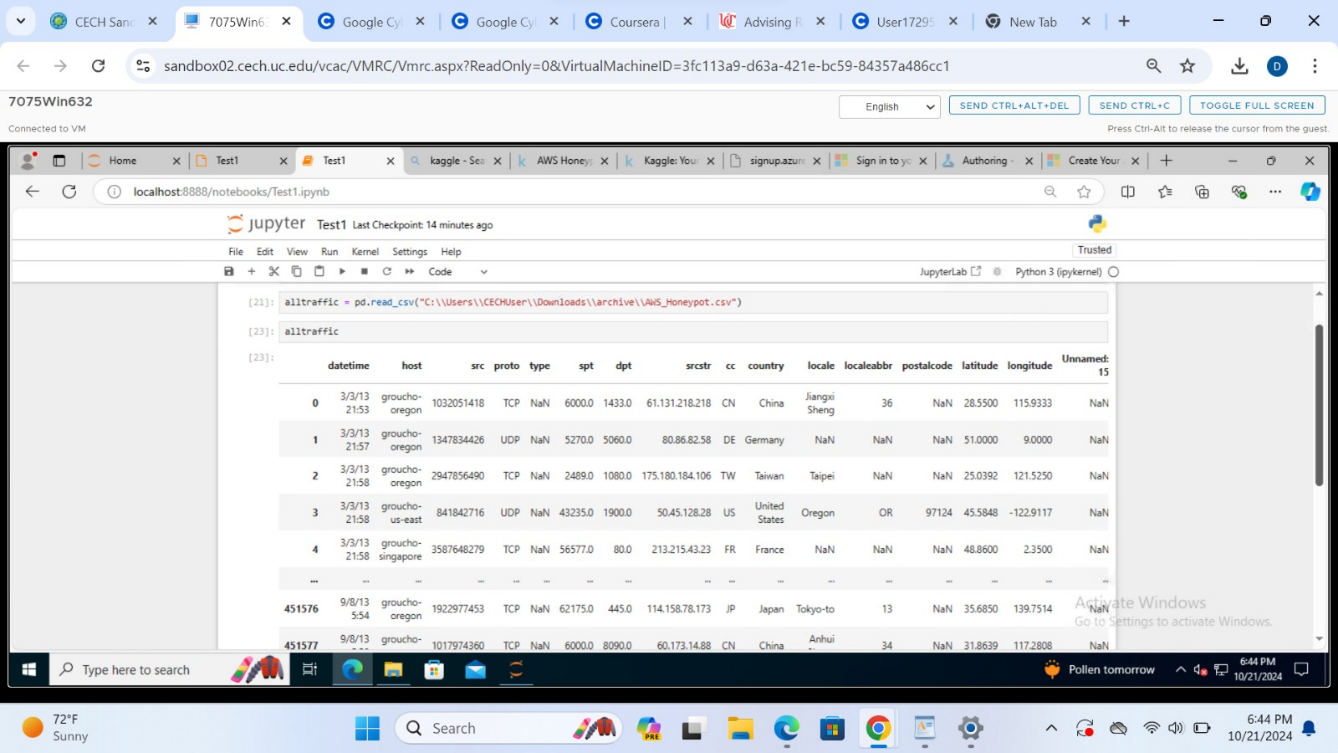 CECH Sand
7075Win63
Google Cyb
Google Cyb
Coursera |
Advising R
User17295
New Tab
sandbox02.cech.uc.edu/vcac/VMRC/Vmrc.aspx?ReadOnly=0&VirtualMachineID=3fc113a9-d63a-421e-bc59-84357a486cc1
D
7075Win632
English
SEND CTRL+ALT+DEL
SEND CTRL+C
TOGGLE FULL SCREEN
Connected to VM
Press Ctrl-Alt to release the cursor from the guest.
Home
Test1
Test1
kaggle - Sea
AWS Honeyp
Kaggle: Your
signup.azure
Sign in to yo
Authoring -
Create Your
localhost:8888/notebooks/Test1.ipynb
jupyter Test1 Last Checkpoint: 14 minutes ago
File Edit View Run Kernel Settings Help
Trusted
Code
JupyterLab
Python 3 (ipykernel)
[21]: alltraffic = pd.read_csv("C:\\Users\\CECHUser\\Downloads\\archive\\AWS_Honeypot.csv")
[23]: alltraffic
[23]:
datetime host src proto type spt dpt srcstr cc country locale localeabbr postalcode latitude longitude Unnamed: 15
0 3/3/13 21:53 groucho-oregon 1032051418 TCP NaN 6000.0 1433.0 61.131.218.218 CN China Jiangxi Sheng 36 NaN 28.5500 115.9333 NaN
1 3/3/13 21:57 groucho-oregon 1347834426 UDP NaN 5270.0 5060.0 80.86.82.58 DE Germany NaN NaN NaN 51.0000 9.0000 NaN
2 3/3/13 21:58 groucho-oregon 2947856490 TCP NaN 2489.0 1080.0 175.180.184.106 TW Taiwan Taipei NaN NaN 25.0392 121.5250 NaN
3 3/3/13 21:58 groucho-us-east 841842716 UDP NaN 43235.0 1900.0 50.45.128.28 US United States Oregon OR 97124 45.5848 -122.9117 NaN
4 3/3/13 21:58 groucho-singapore 3587648279 TCP NaN 56577.0 80.0 213.215.43.23 FR France NaN NaN NaN 48.8600 2.3500 NaN
... ... ... ... ... ... ... ... ... ... ... ... ... ... ... ... ...
451576 9/8/13 5:54 groucho-oregon 1922977453 TCP NaN 62175.0 445.0 114.158.78.173 JP Japan Tokyo-to 13 NaN 35.6850 139.7514 NaN
451577 9/8/13 groucho- 1017974360 TCP NaN 6000.0 8090.0 60.173.14.88 CN China Anhui 34 NaN 31.8639 117.2808 NaN
Activate Windows
Go to Settings to activate Windows.
Type here to search
Pollen tomorrow
6:44 PM
10/21/2024
72°F
Sunny
Search
PRE
6:44 PM
10/21/2024